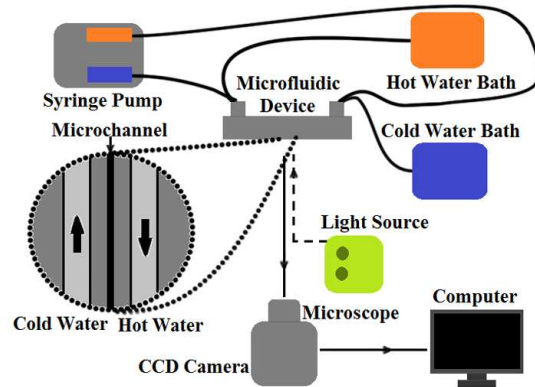 Syringe Pump
Microfluidic
Device
Hot Water Bath
Microchannel
Cold Water Bath
Light Source
Cold Water
Hot Water
Microscope
Computer
CCD Camera